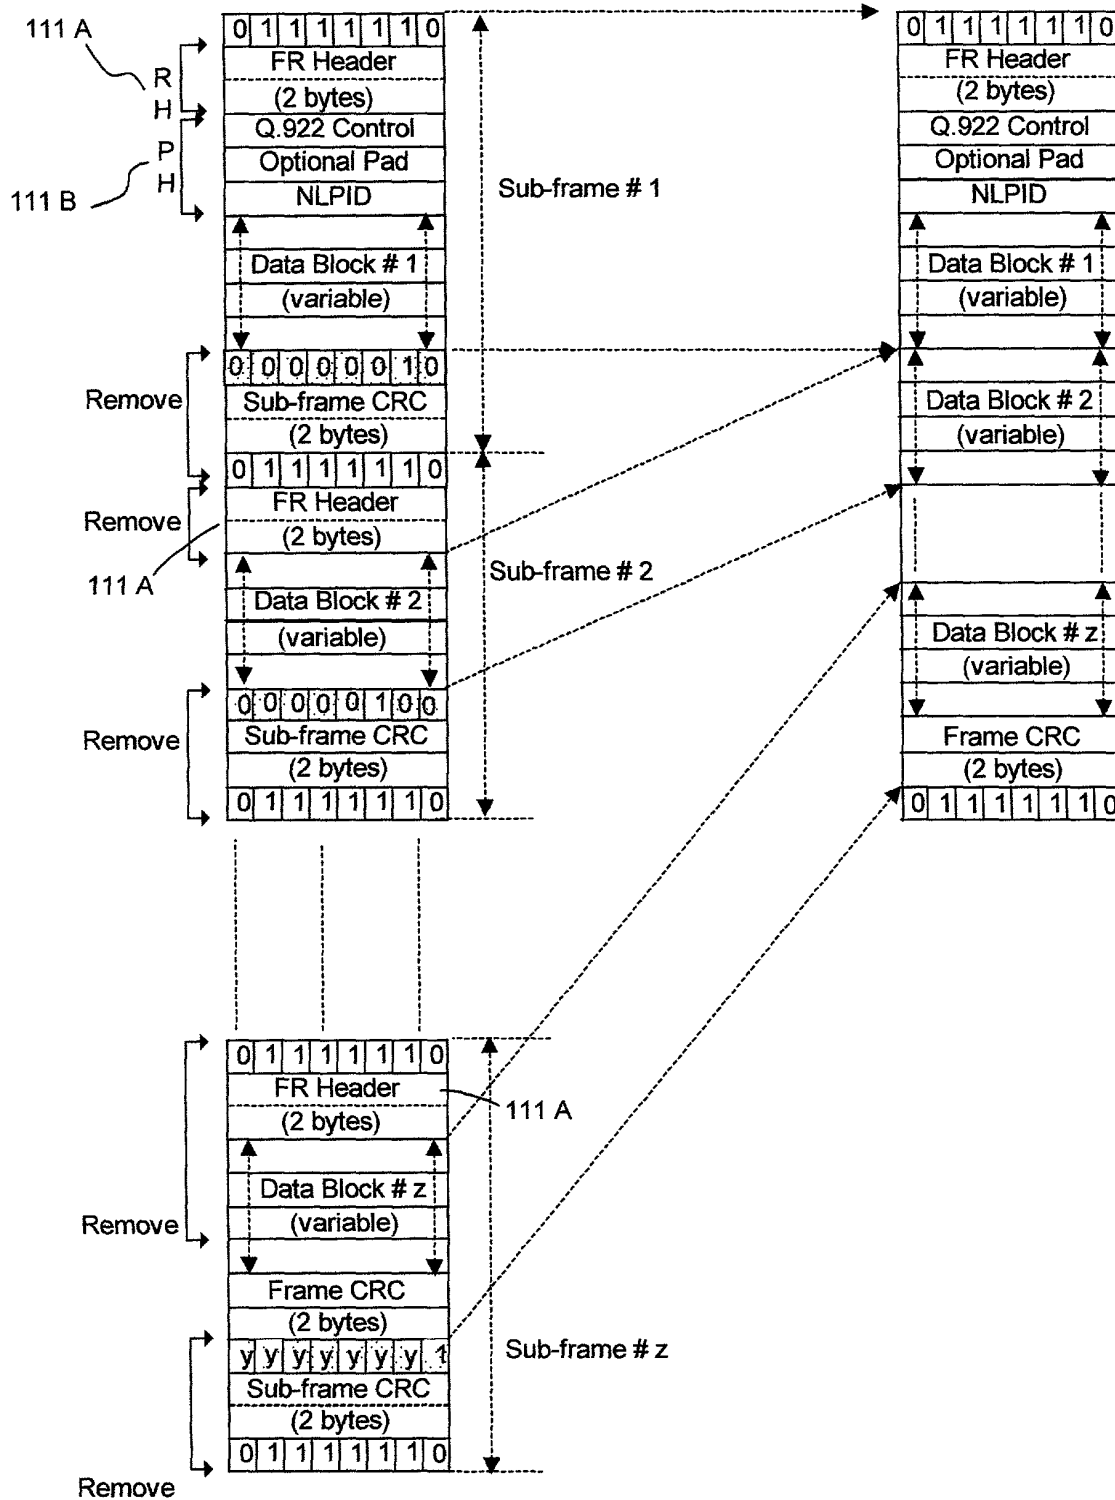 111 A
R
H
P
H
111 B
0 1 1 1 1 1 1 0
FR Header
(2 bytes)
Q.922 Control
Optional Pad
NLPID
Data Block # 1
(variable)
Remove
0 0 0 0 0 0 1 0
Sub-frame CRC
(2 bytes)
Sub-frame # 1
0 1 1 1 1 1 1 0
Remove
FR Header
(2 bytes)
111 A
Data Block # 2
(variable)
Sub-frame # 2
Remove
0 0 0 0 0 1 0 0
Sub-frame CRC
(2 bytes)
0 1 1 1 1 1 1 0
0 1 1 1 1 1 1 0
FR Header
(2 bytes)
111 A
Remove
Data Block # z
(variable)
Frame CRC
(2 bytes)
y y y y y y y 1
Sub-frame CRC
(2 bytes)
0 1 1 1 1 1 1 0
Sub-frame # z
Remove
0 1 1 1 1 1 1 0
FR Header
(2 bytes)
Q.922 Control
Optional Pad
NLPID
Data Block # 1
(variable)
Data Block # 2
(variable)
Data Block # z
(variable)
Frame CRC
(2 bytes)
0 1 1 1 1 1 1 0